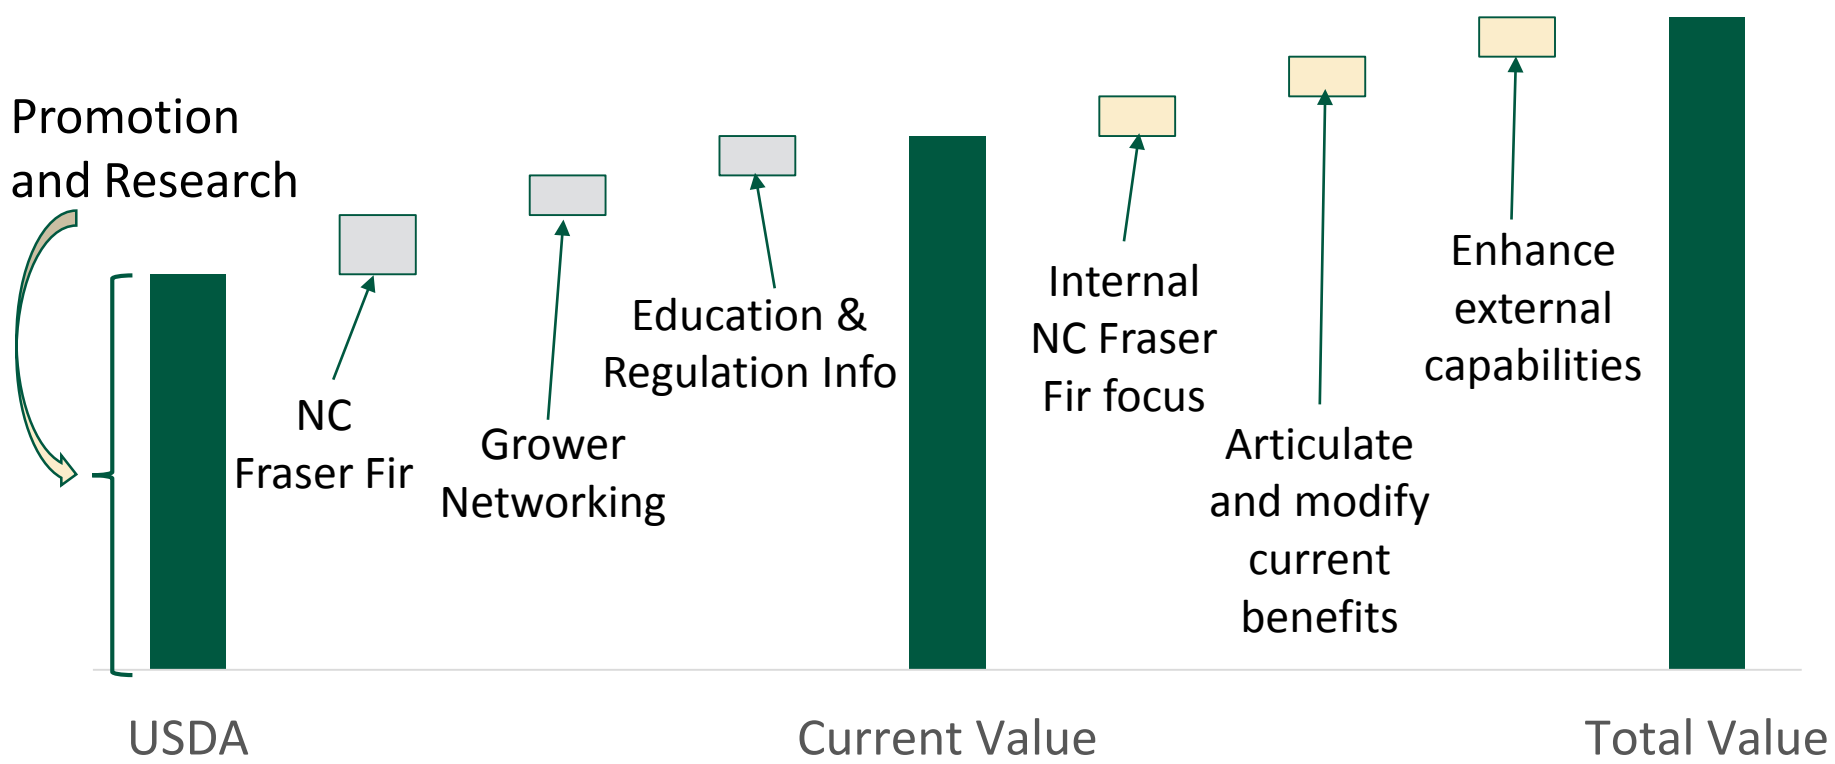 Promotion
and Research
NC
Fraser Fir
Grower
Networking
Education &
Regulation Info
Internal
NC Fraser
Fir focus
Articulate
and modify
current
benefits
Enhance
external
capabilities
USDA
Current Value
Total Value